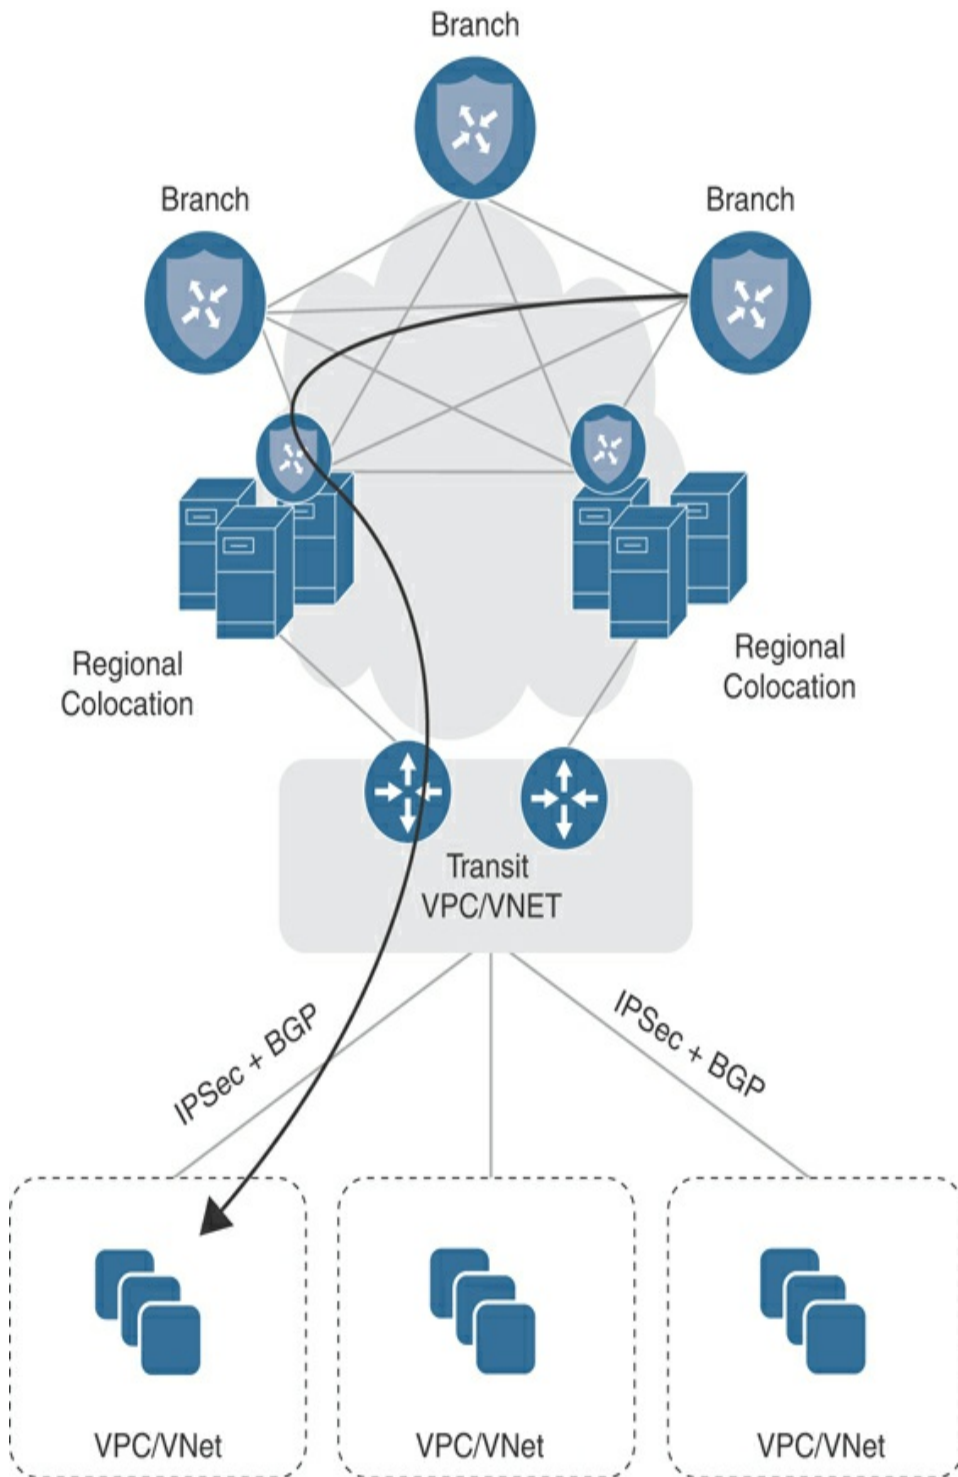 Branch
Branch
Branch
Regional
Colocation
Regional
Colocation
Transit
VPC/VNET
IPSec + BGP
IPSec + BGP
VPC/VNet
VPC/VNet
VPC/VNet